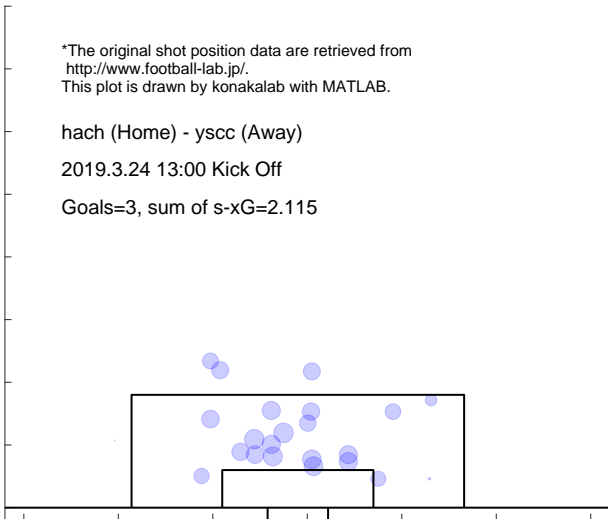 *The original shot position data are retrieved from
http://www.football-lab.jp/.
This plot is drawn by konakalab with MATLAB.
hach (Home) - yscc (Away)
2019.3.24 13:00 Kick Off
Goals=3, sum of s-xG=2.115